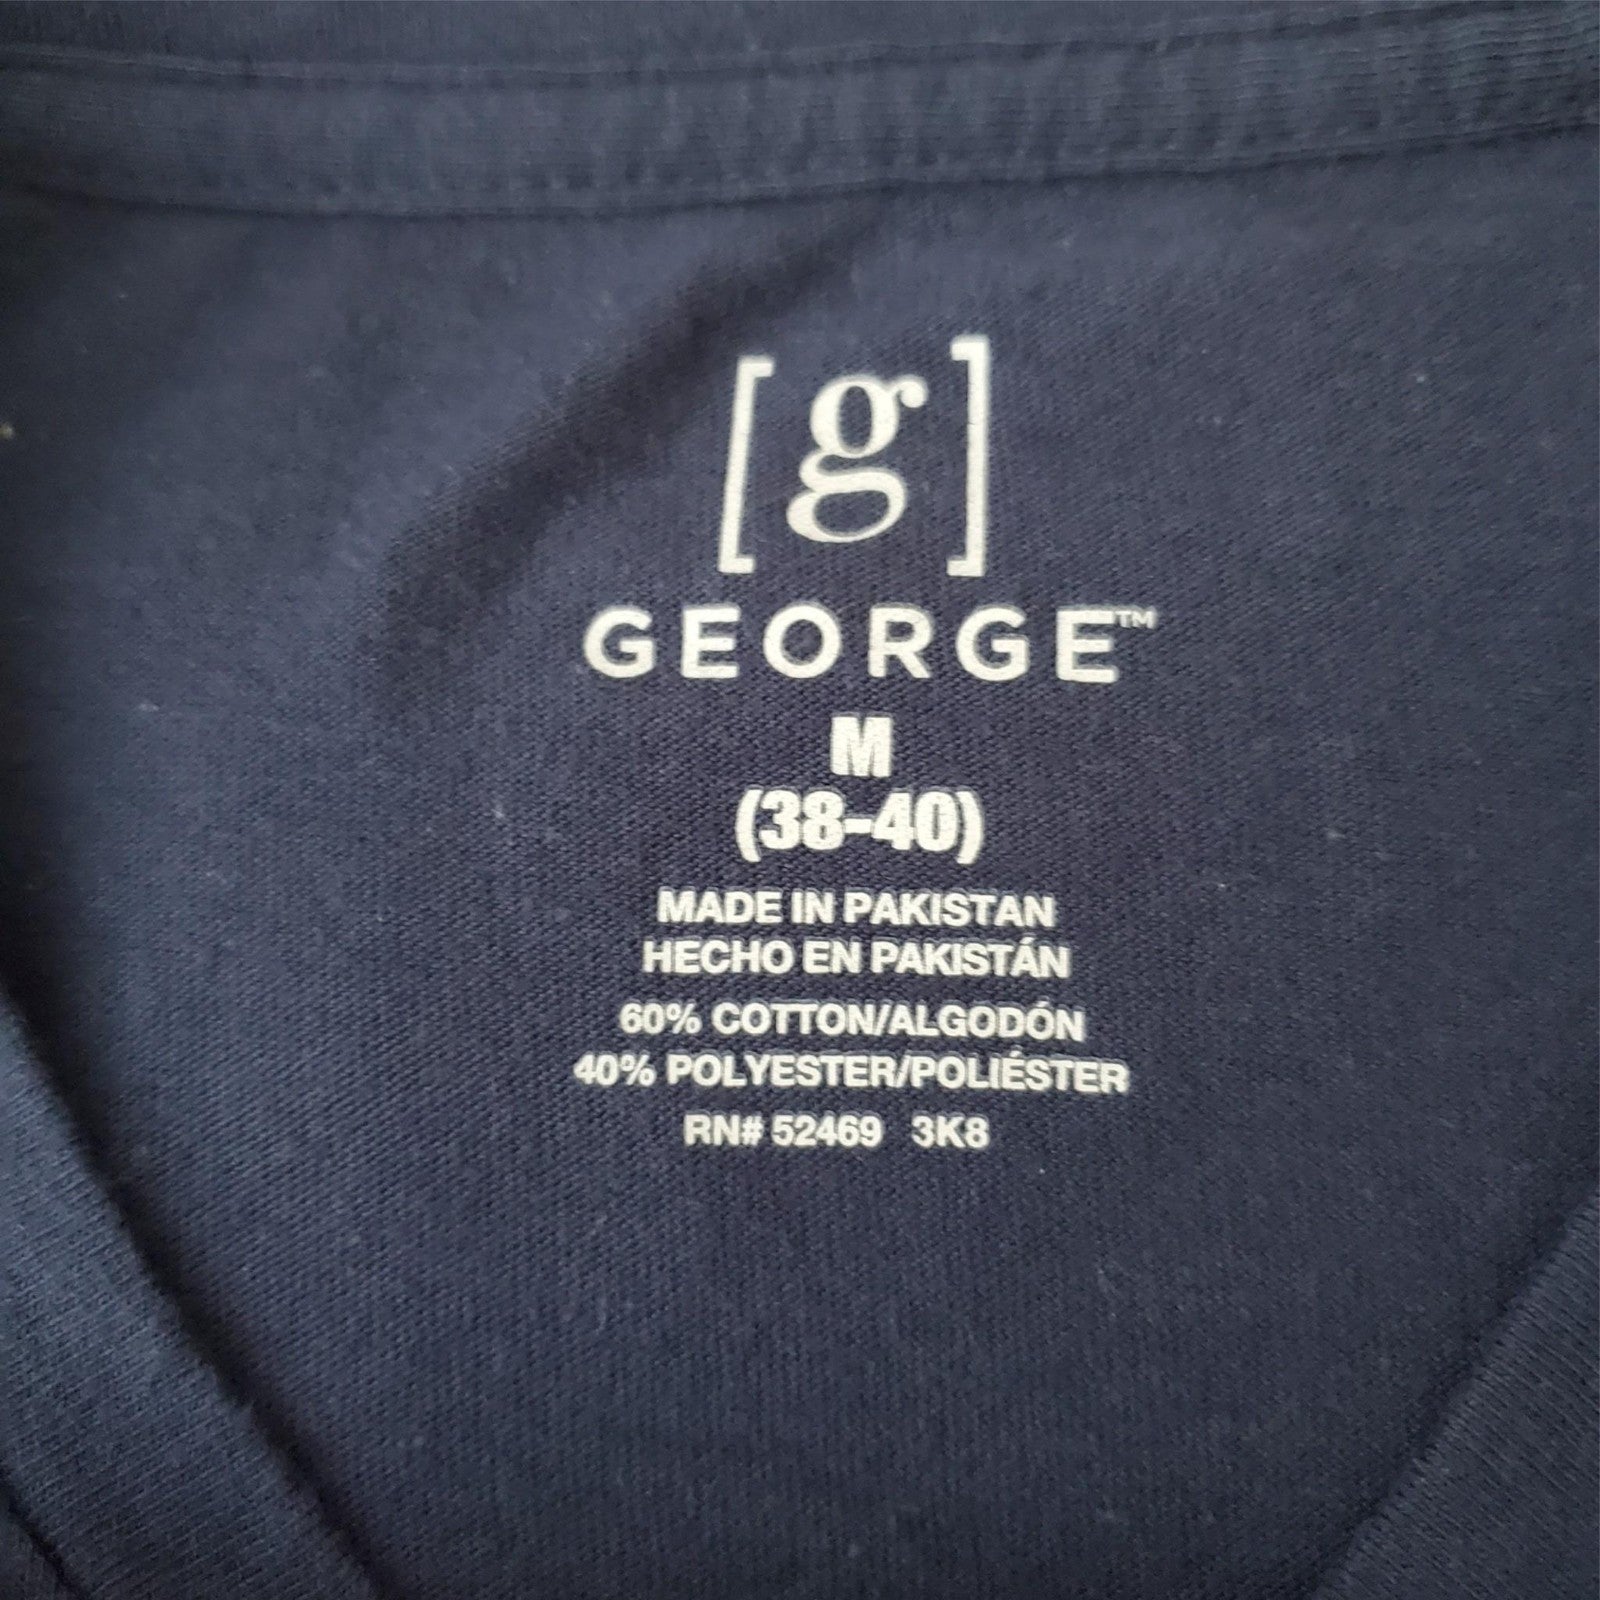 [g]
GEORGE™
M
(38-40)
MADE IN PAKISTAN
HECHO EN PAKISTÁN
60% COTTON/ALGODÓN
40% POLYESTER/POLIÉSTER
RN# 52469 3K8